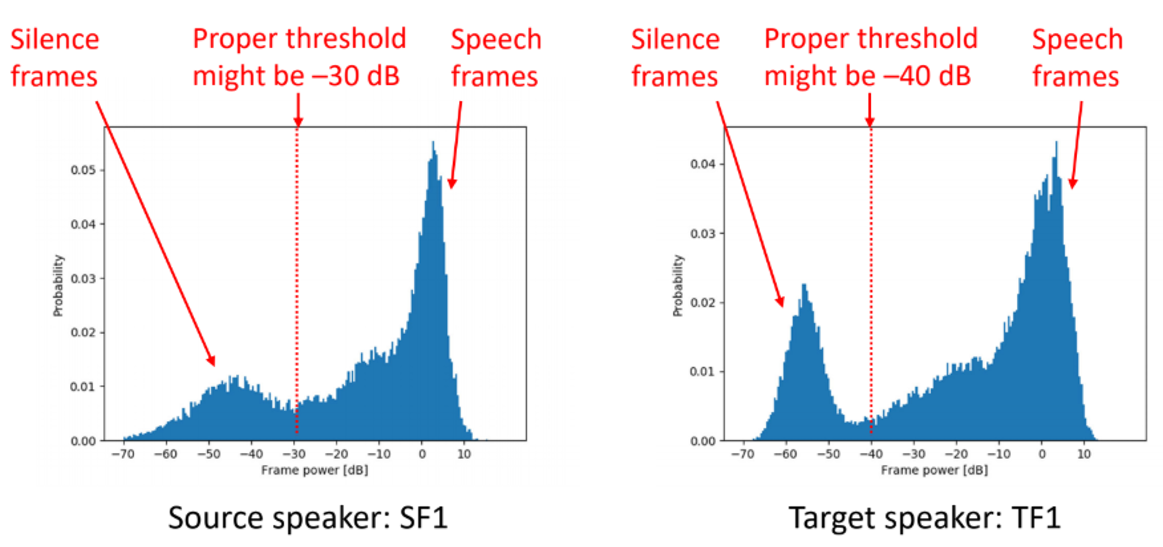 Silence
frames
Proper threshold
might be –30 dB
Speech
frames
Probability
0.05
0.04
0.03
0.02
0.01
0.00
−70 −60 −50 −40 −30 −20 −10 0 10
Frame power [dB]
Source speaker: SF1
Silence
frames
Proper threshold
might be –40 dB
Speech
frames
Probability
0.04
0.03
0.02
0.01
0.00
−70 −60 −50 −40 −30 −20 −10 0 10
Frame power [dB]
Target speaker: TF1